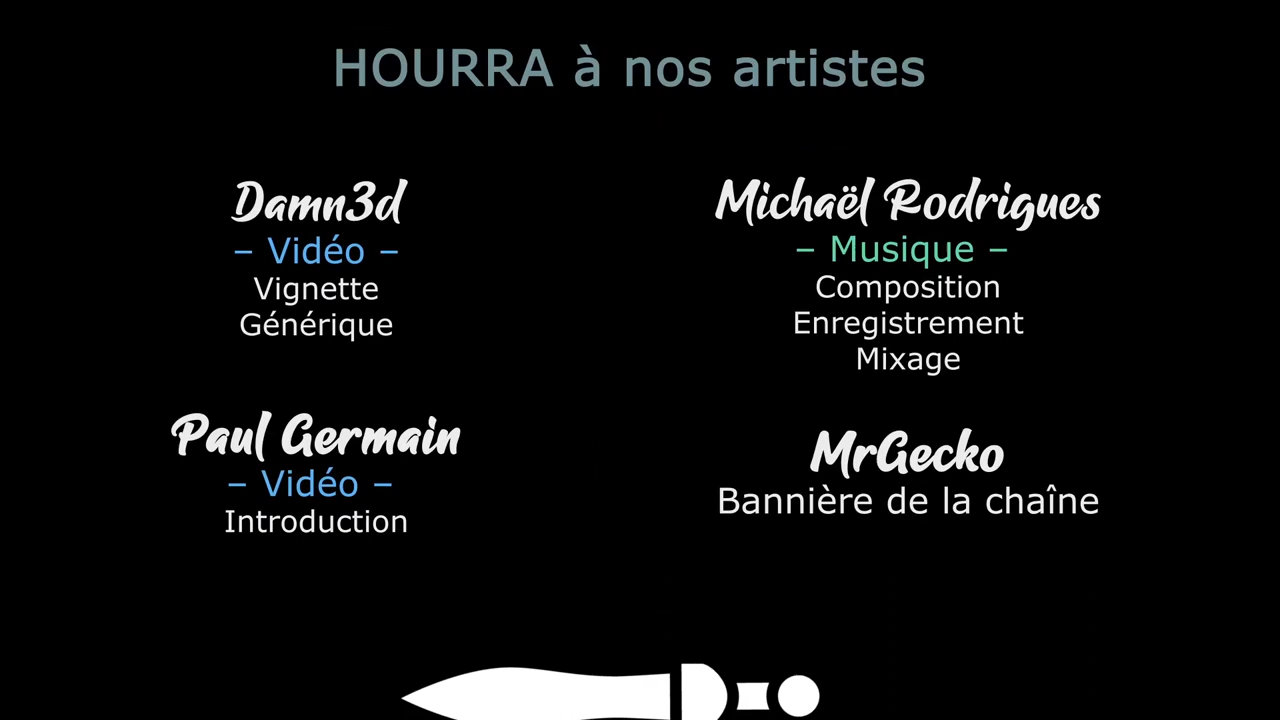 HOURRA à nos artistes
Damn3d
– Vidéo –
Vignette
Générique
Michaël Rodrigues
– Musique –
Composition
Enregistrement
Mixage
Paul Germain
– Vidéo –
Introduction
MrGecko
Bannière de la chaîne